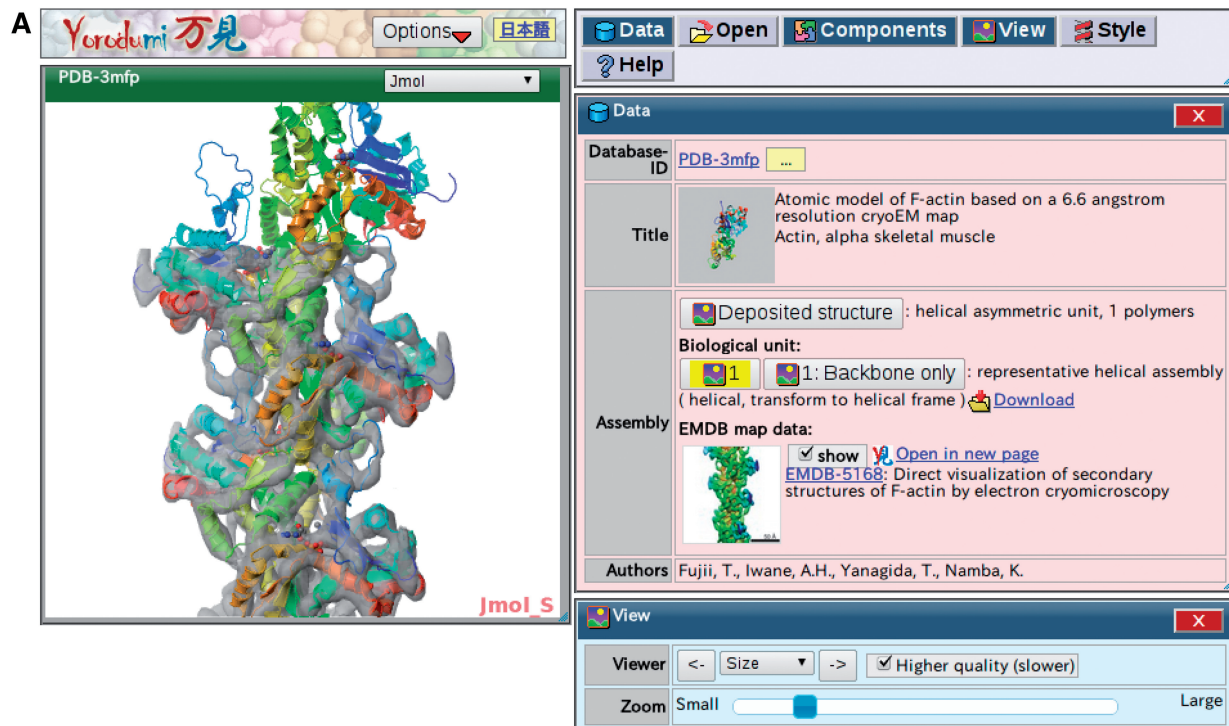 A
Yorodumi 万見
Options
日本語
PDB-3mfp
Jmol
Jmol_S
Data
Open
Components
View
Style
Help
Data
X
Database-
ID
PDB-3mfp
...
Title
Atomic model of F-actin based on a 6.6 angstrom
resolution cryoEM map
Actin, alpha skeletal muscle
Assembly
Deposited structure : helical asymmetric unit, 1 polymers
Biological unit:
1 1: Backbone only : representative helical assembly
( helical, transform to helical frame ) Download
EMDB map data:
show Open in new page
EMDB-5168: Direct visualization of secondary
structures of F-actin by electron cryomicroscopy
Authors
Fujii, T., Iwane, A.H., Yanagida, T., Namba, K.
View
X
Viewer
<- Size -> Higher quality (slower)
Zoom
Small Large